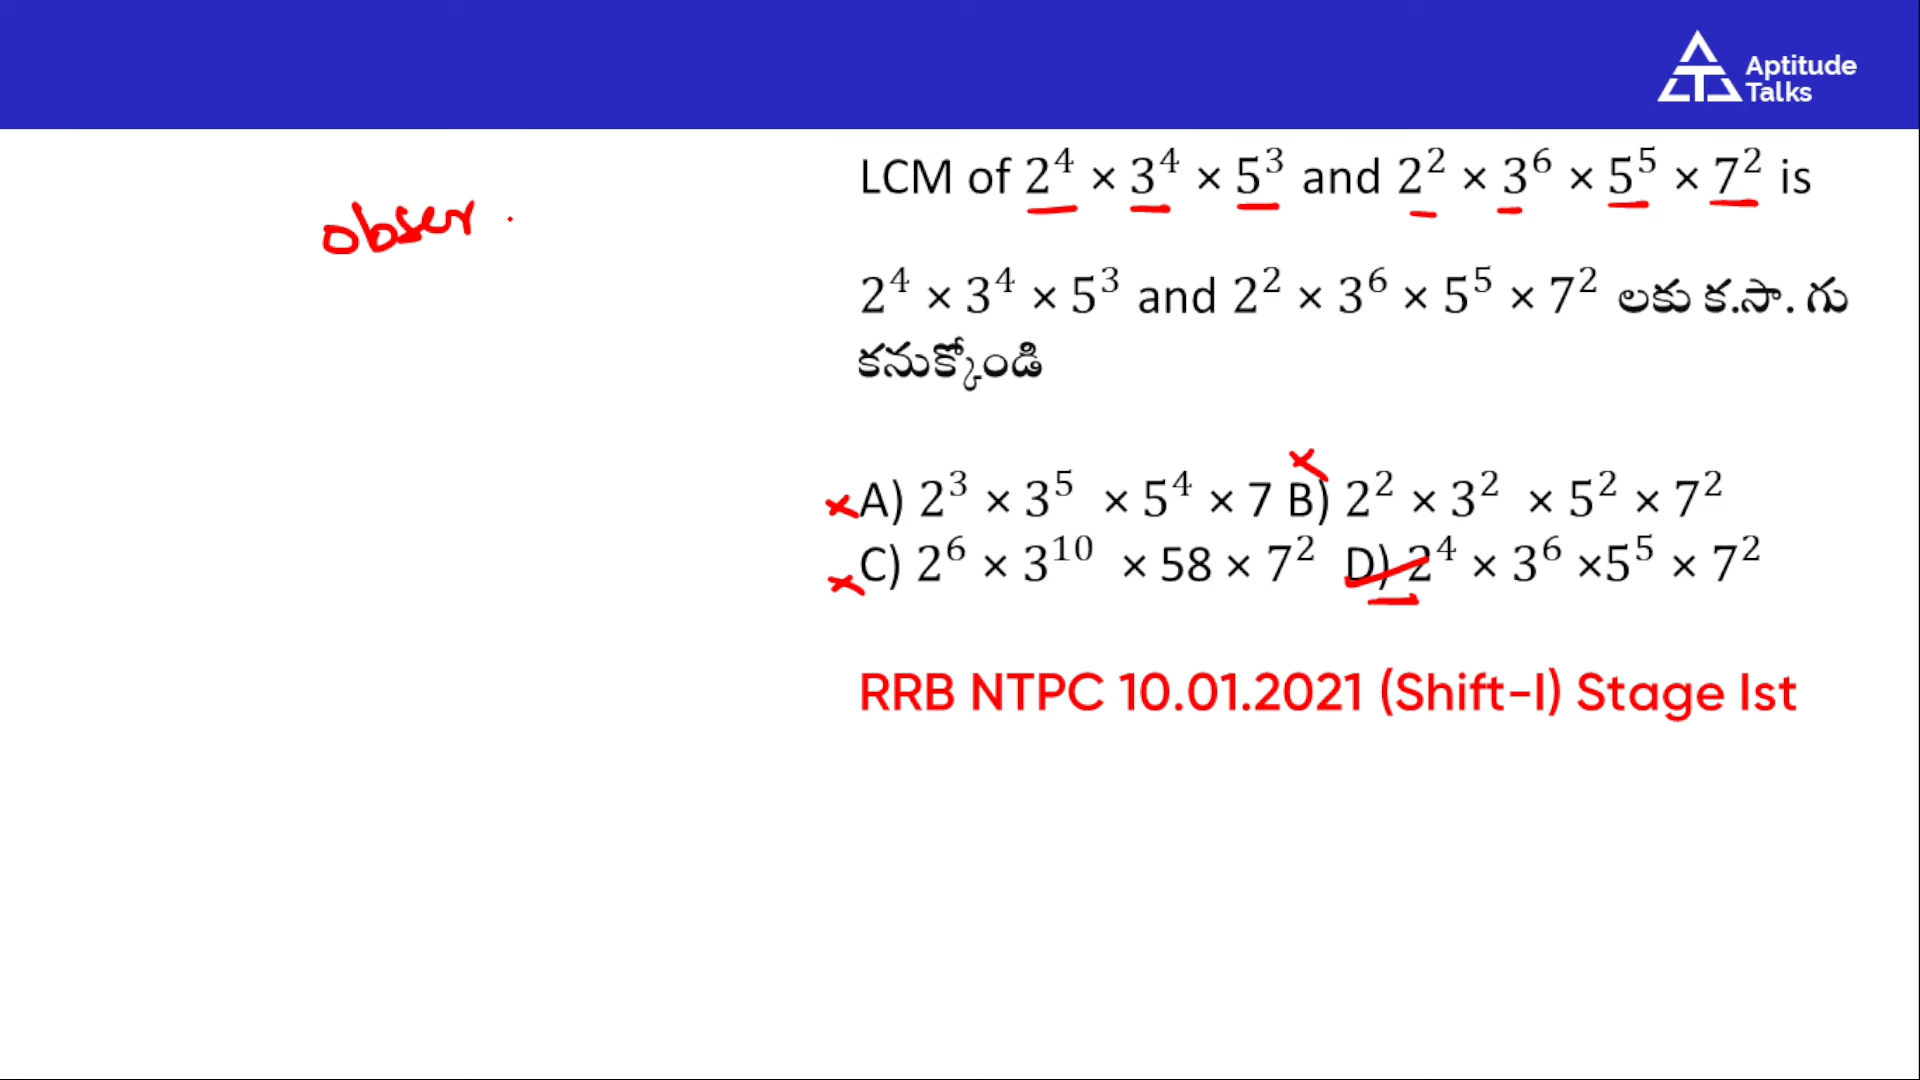 Aptitude
Talks
obser
LCM of 2⁴ × 3⁴ × 5³ and 2² × 3⁶ × 5⁵ × 7² is
2⁴ × 3⁴ × 5³ and 2² × 3⁶ × 5⁵ × 7² లకు క.సా. గు
కనుక్కోండి
A) 2³ × 3⁵ × 5⁴ × 7 B) 2² × 3² × 5² × 7²
C) 2⁶ × 3¹⁰ × 58 × 7² D) 2⁴ × 3⁶ ×5⁵ × 7²
RRB NTPC 10.01.2021 (Shift-I) Stage Ist